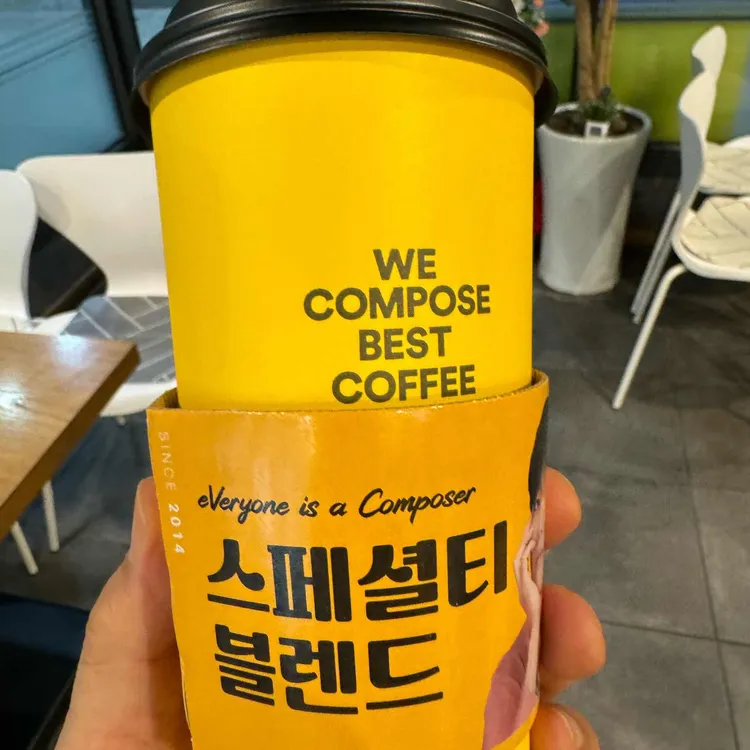 WE
COMPOSE
BEST
COFFEE
SINCE 2014
eVeryone is a Composer
스페셜티
블렌드